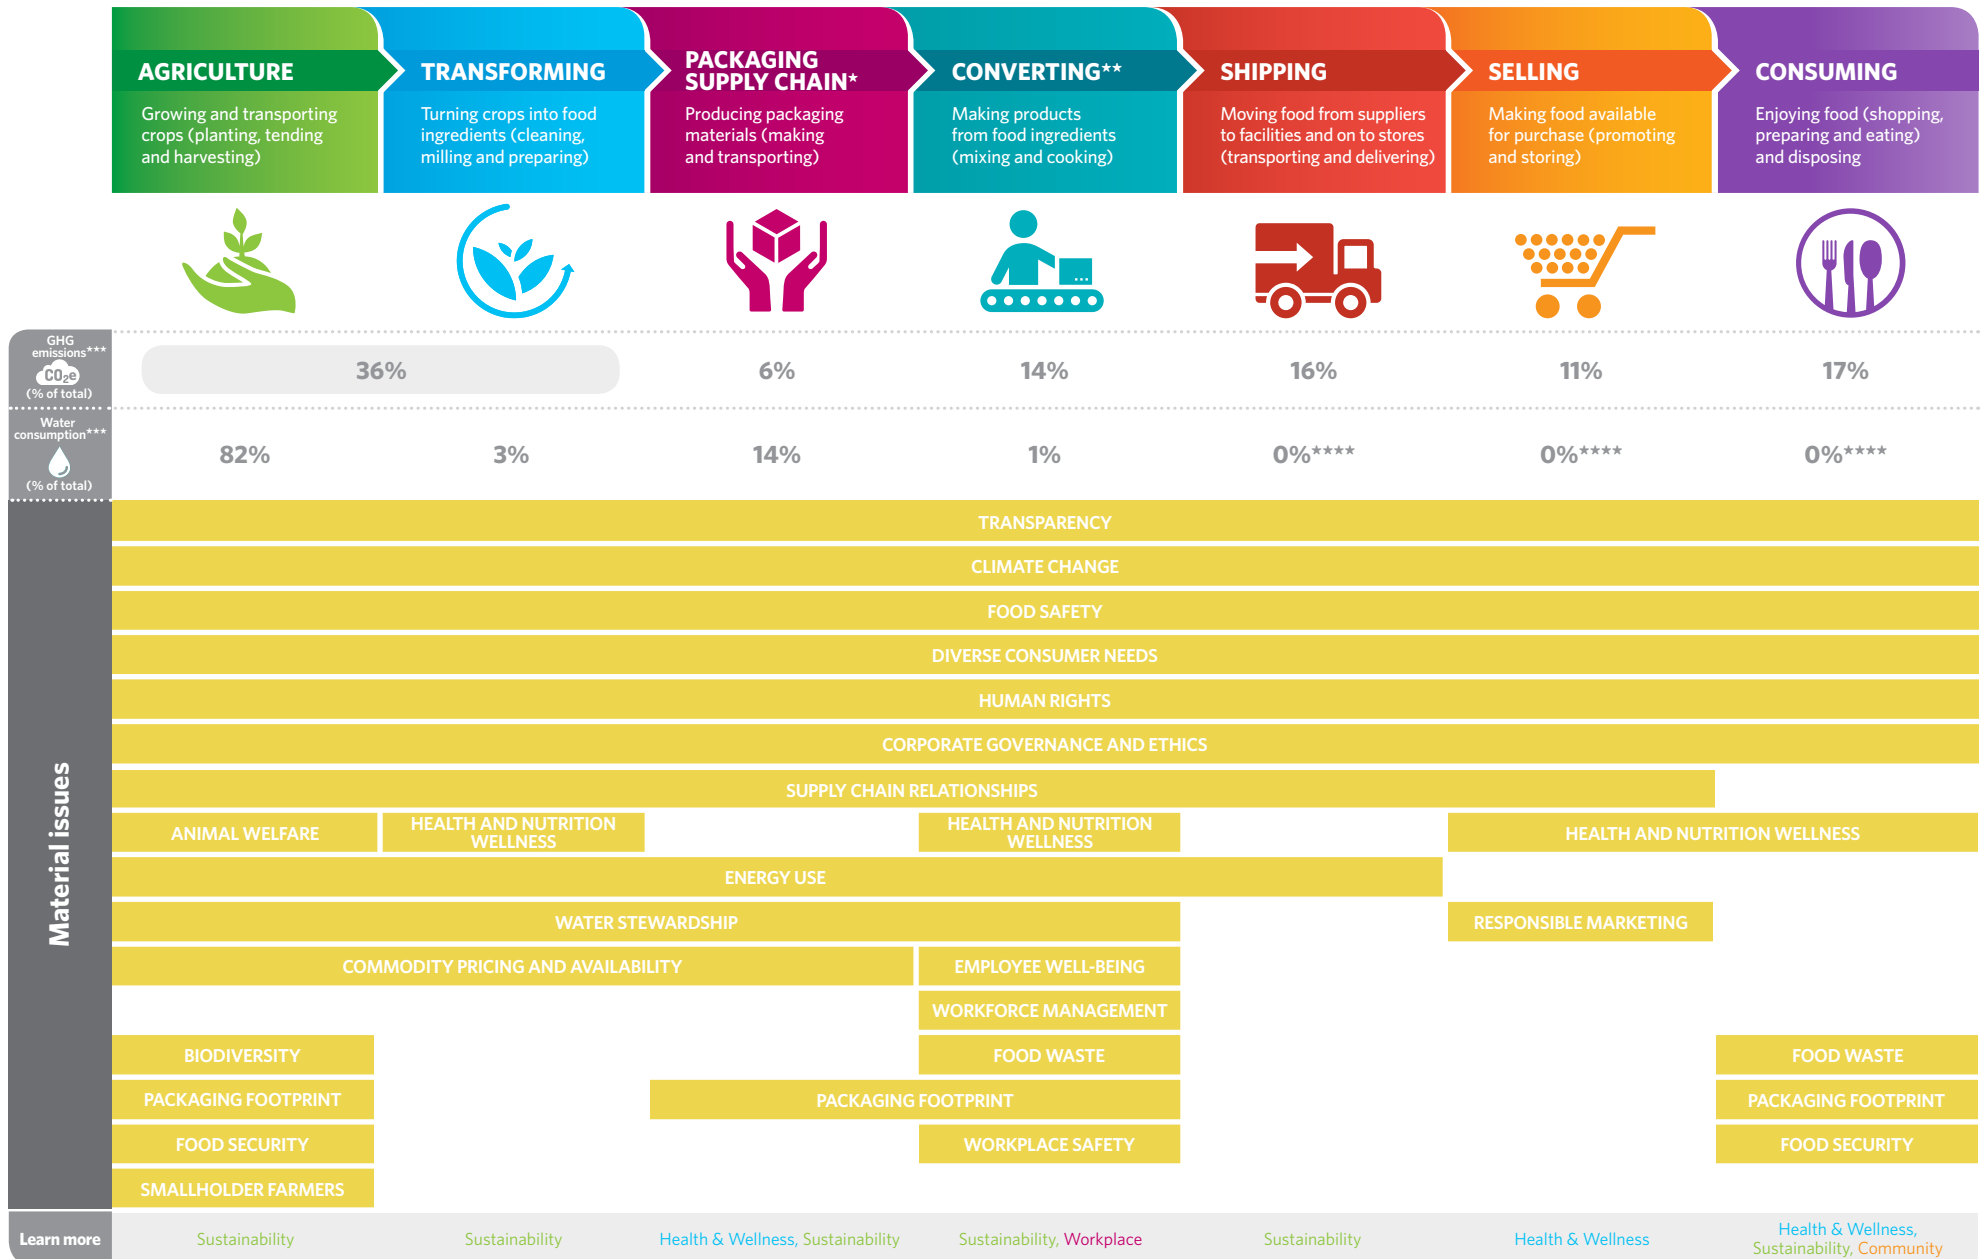 AGRICULTURE
Growing and transporting
crops (planting, tending
and harvesting)
TRANSFORMING
Turning crops into food
ingredients (cleaning,
milling and preparing)
PACKAGING
SUPPLY CHAIN★
Producing packaging
materials (making
and transporting)
CONVERTING★★
Making products
from food ingredients
(mixing and cooking)
SHIPPING
Moving food from suppliers
to facilities and on to stores
(transporting and delivering)
SELLING
Making food available
for purchase (promoting
and storing)
CONSUMING
Enjoying food (shopping,
preparing and eating)
and disposing
GHG
emissions★★★
CO₂e
(% of total)
36%
6%
14%
16%
11%
17%
Water
consumption★★★
(% of total)
82%
3%
14%
1%
0%★★★★
0%★★★★
0%★★★★
Material issues
TRANSPARENCY
CLIMATE CHANGE
FOOD SAFETY
DIVERSE CONSUMER NEEDS
HUMAN RIGHTS
CORPORATE GOVERNANCE AND ETHICS
SUPPLY CHAIN RELATIONSHIPS
ANIMAL WELFARE
HEALTH AND NUTRITION
WELLNESS
HEALTH AND NUTRITION
WELLNESS
HEALTH AND NUTRITION WELLNESS
ENERGY USE
WATER STEWARDSHIP
RESPONSIBLE MARKETING
COMMODITY PRICING AND AVAILABILITY
EMPLOYEE WELL-BEING
WORKFORCE MANAGEMENT
BIODIVERSITY
FOOD WASTE
FOOD WASTE
PACKAGING FOOTPRINT
PACKAGING FOOTPRINT
PACKAGING FOOTPRINT
FOOD SECURITY
WORKPLACE SAFETY
FOOD SECURITY
SMALLHOLDER FARMERS
Learn more
Sustainability
Sustainability
Health & Wellness, Sustainability
Sustainability, Workplace
Sustainability
Health & Wellness
Health & Wellness,
Sustainability, Community